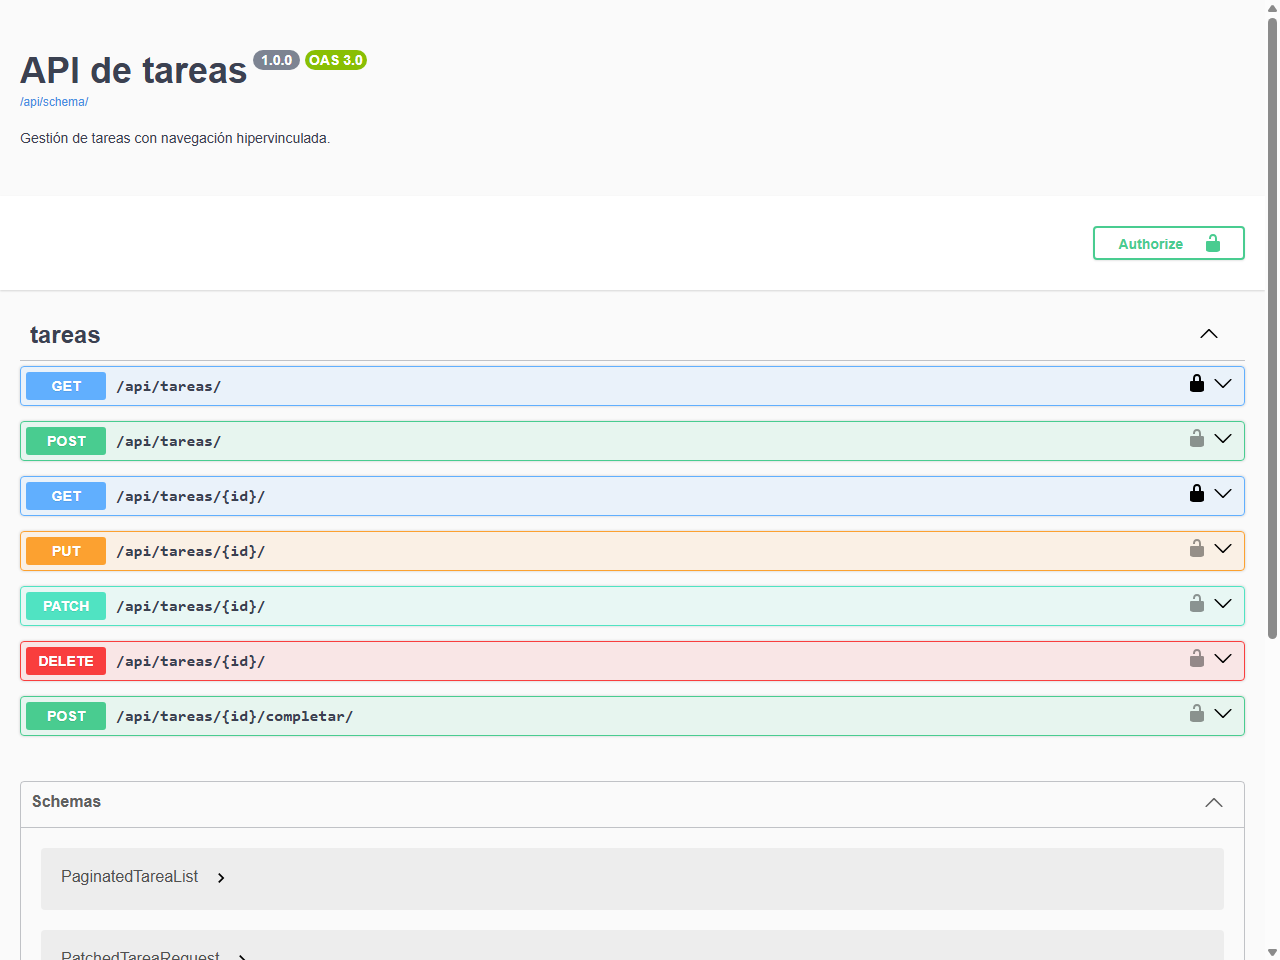 API de tareas 1.0.0 OAS 3.0
/api/schema/
Gestión de tareas con navegación hipervinculada.
Authorize
tareas
GET /api/tareas/
POST /api/tareas/
GET /api/tareas/{id}/
PUT /api/tareas/{id}/
PATCH /api/tareas/{id}/
DELETE /api/tareas/{id}/
POST /api/tareas/{id}/completar/
Schemas
PaginatedTareaList
PatchedTareaRequest